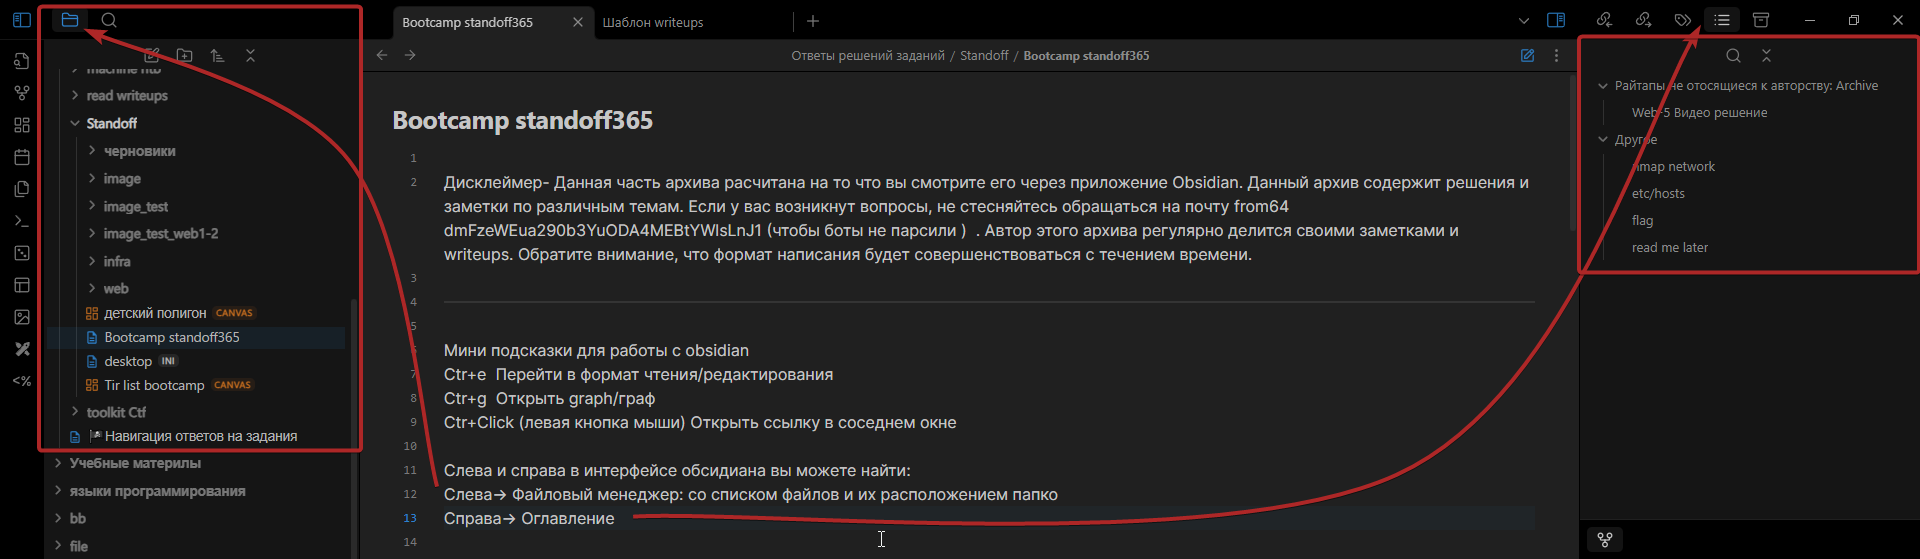 Bootcamp standoff365
Шаблон writeups
Ответы решений заданий / Standoff / Bootcamp standoff365
machine htb
read writeups
Standoff
черновики
image
image_test
image_test_web1-2
infra
web
детский полигон CANVAS
Bootcamp standoff365
desktop INI
Tir list bootcamp CANVAS
toolkit Ctf
Навигация ответов на задания
Учебные материлы
языки программирования
bb
file
<%
Bootcamp standoff365
1
2 Дисклеймер- Данная часть архива расчитана на то что вы смотрите его через приложение Obsidian. Данный архив содержит решения и
заметки по различным темам. Если у вас возникнут вопросы, не стесняйтесь обращаться на почту from64
dmFzeWEua290b3YuODA4MEBtYWlsLnJ1 (чтобы боты не парсили ) . Автор этого архива регулярно делится своими заметками и
writeups. Обратите внимание, что формат написания будет совершенствоваться с течением времени.
3
4
5
6 Мини подсказки для работы с obsidian
7 Ctr+e Перейти в формат чтения/редактирования
8 Ctr+g Открыть graph/граф
9 Ctr+Click (левая кнопка мыши) Открыть ссылку в соседнем окне
10
11 Слева и справа в интерфейсе обсидиана вы можете найти:
12 Слева→ Файловый менеджер: со списком файлов и их расположением папко
13 Справа→ Оглавление
14
Райтапы не отосящиеся к авторству: Archive
Web-5 Видео решение
Другое
nmap network
etc/hosts
flag
read me later